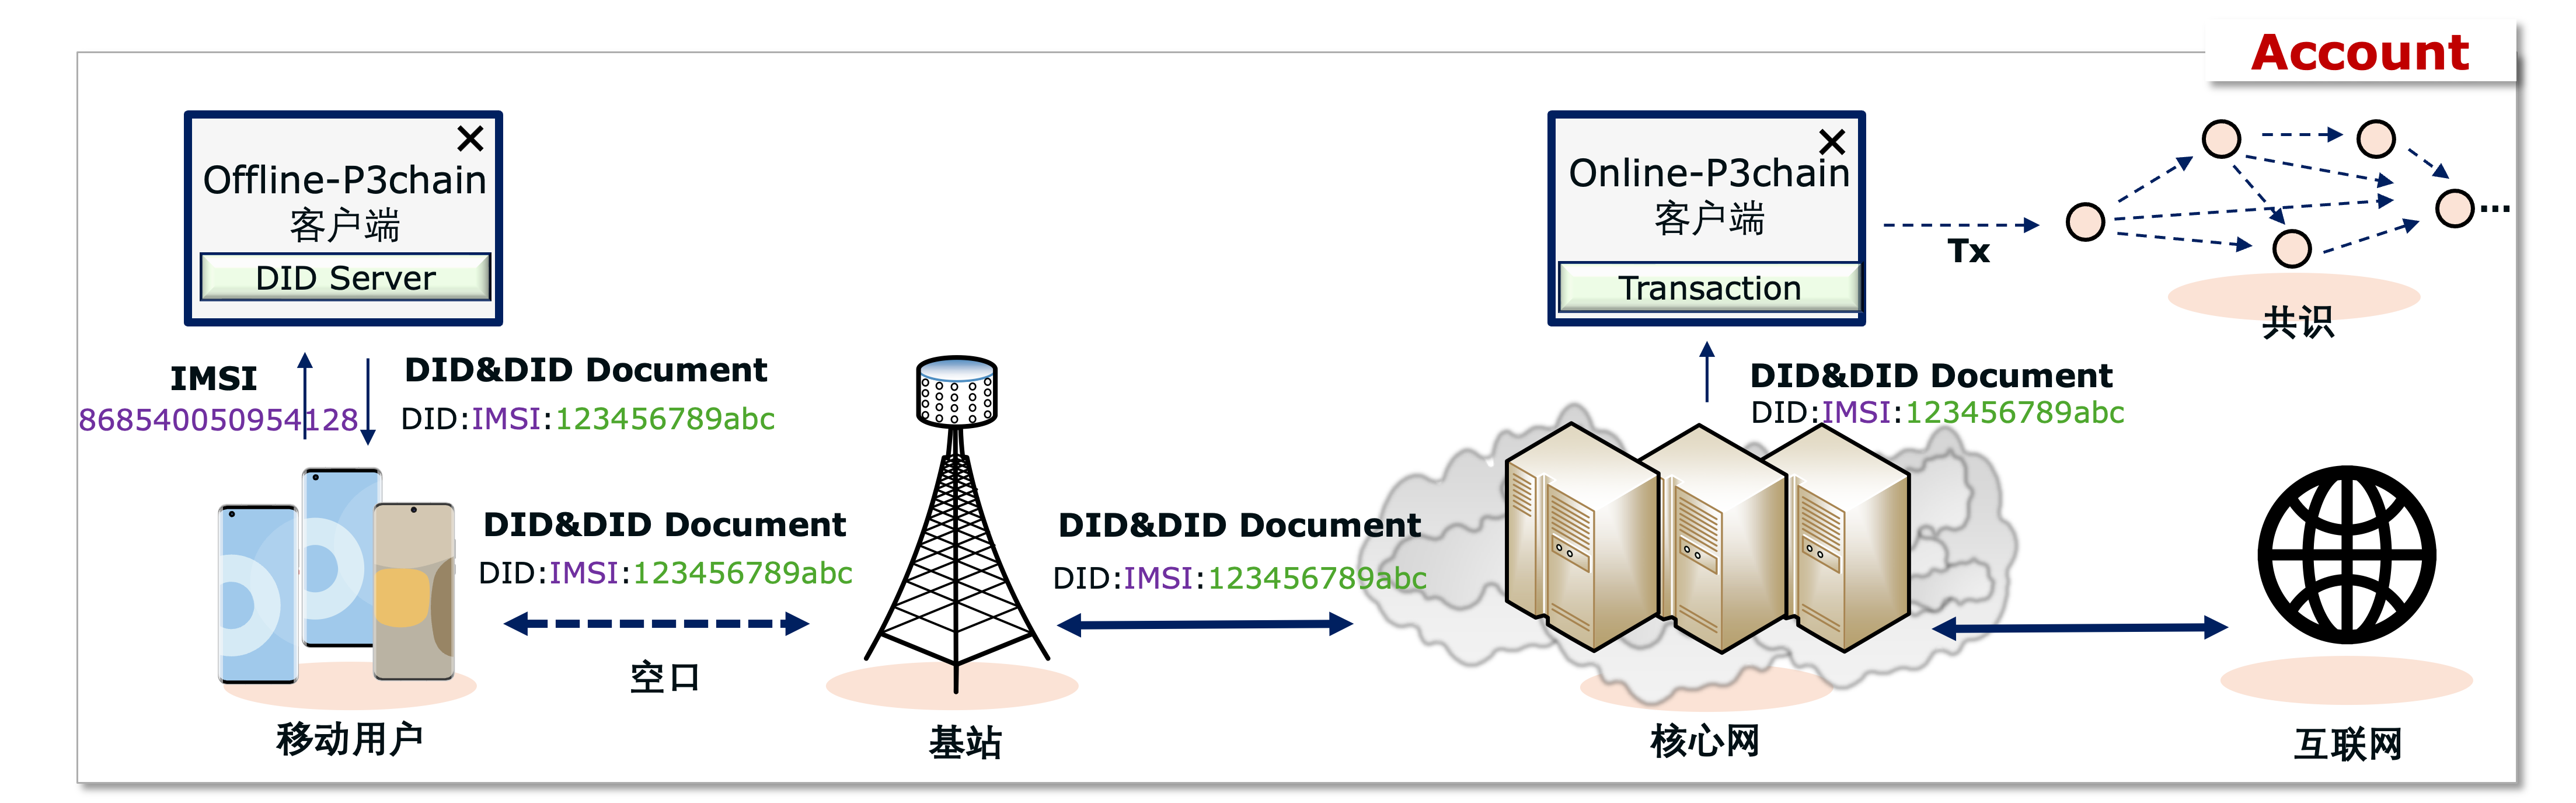 Account
Offline-P3chain
客户端
DID Server
Online-P3chain
客户端
Transaction
Tx
...
共识
IMSI
868540050954128
DID&DID Document
DID:IMSI:123456789abc
DID&DID Document
DID:IMSI:123456789abc
DID&DID Document
DID:IMSI:123456789abc
DID&DID Document
DID:IMSI:123456789abc
空口
移动用户
基站
核心网
互联网